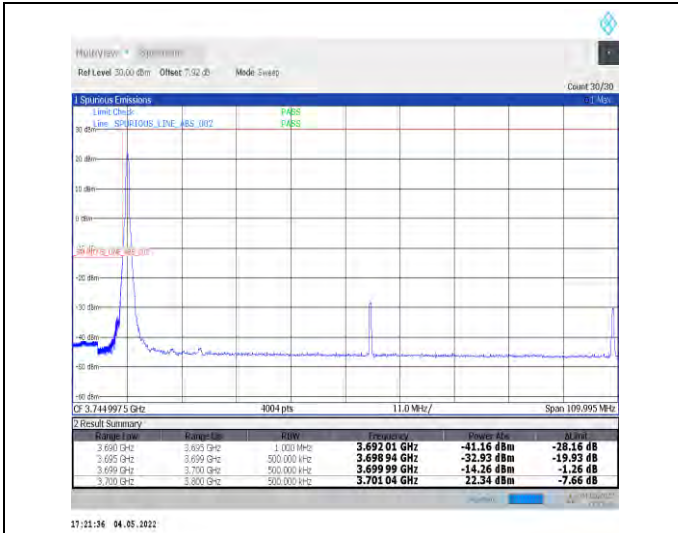 MultiView Spectrum
Ref Level 30.00 dBm Offset 7.92 dB Mode Sweep
Count 30/30
1 Spurious Emissions
Limit Check PASS
Line _SPURIOUS_LINE_ABS_002 PASS
30 dBm
20 dBm
10 dBm
0 dBm
_SPURIOUS_LINE_ABS_002
-20 dBm
-30 dBm
-40 dBm
-50 dBm
-60 dBm
CF 3.7449975 GHz 4004 pts 11.0 MHz/ Span 109.995 MHz
2 Result Summary
Range Low Range Up RBW Frequency Power Abs ΔLimit
3.690 GHz 3.695 GHz 1.000 MHz 3.692 01 GHz -41.16 dBm -28.16 dB
3.695 GHz 3.699 GHz 500.000 kHz 3.698 94 GHz -32.93 dBm -19.93 dB
3.699 GHz 3.700 GHz 500.000 kHz 3.699 99 GHz -14.26 dBm -1.26 dB
3.700 GHz 3.800 GHz 500.000 kHz 3.701 04 GHz 22.34 dBm -7.66 dB
17:21:36 04.05.2022